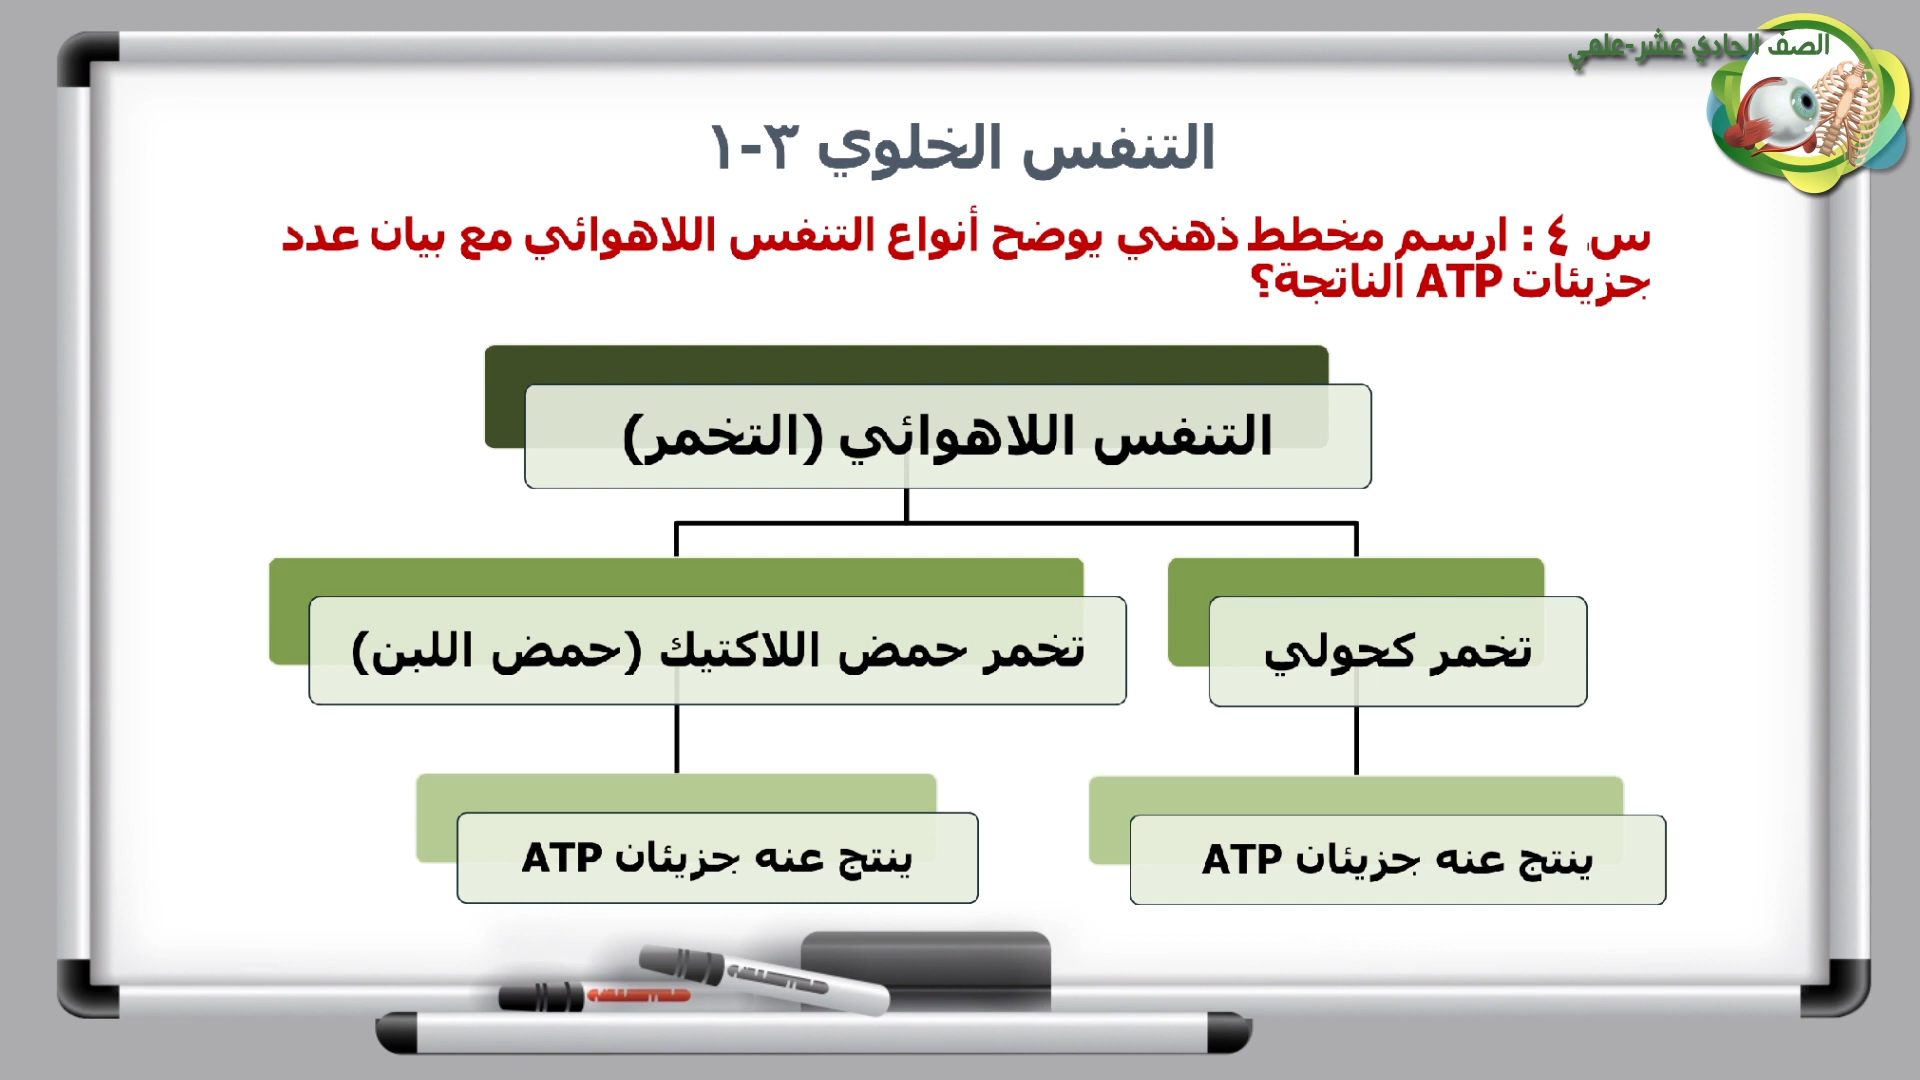 الصف الحادي عشر-علمي
التنفس الخلوي ٣-١
س ٤ : ارسم مخطط ذهني يوضح أنواع التنفس اللاهوائي مع بيان عدد
جزيئات ATP الناتجة؟
التنفس اللاهوائي (التخمر)
تخمر كحولي
تخمر حمض اللاكتيك (حمض اللبن)
ينتج عنه جزيئان ATP
ينتج عنه جزيئان ATP